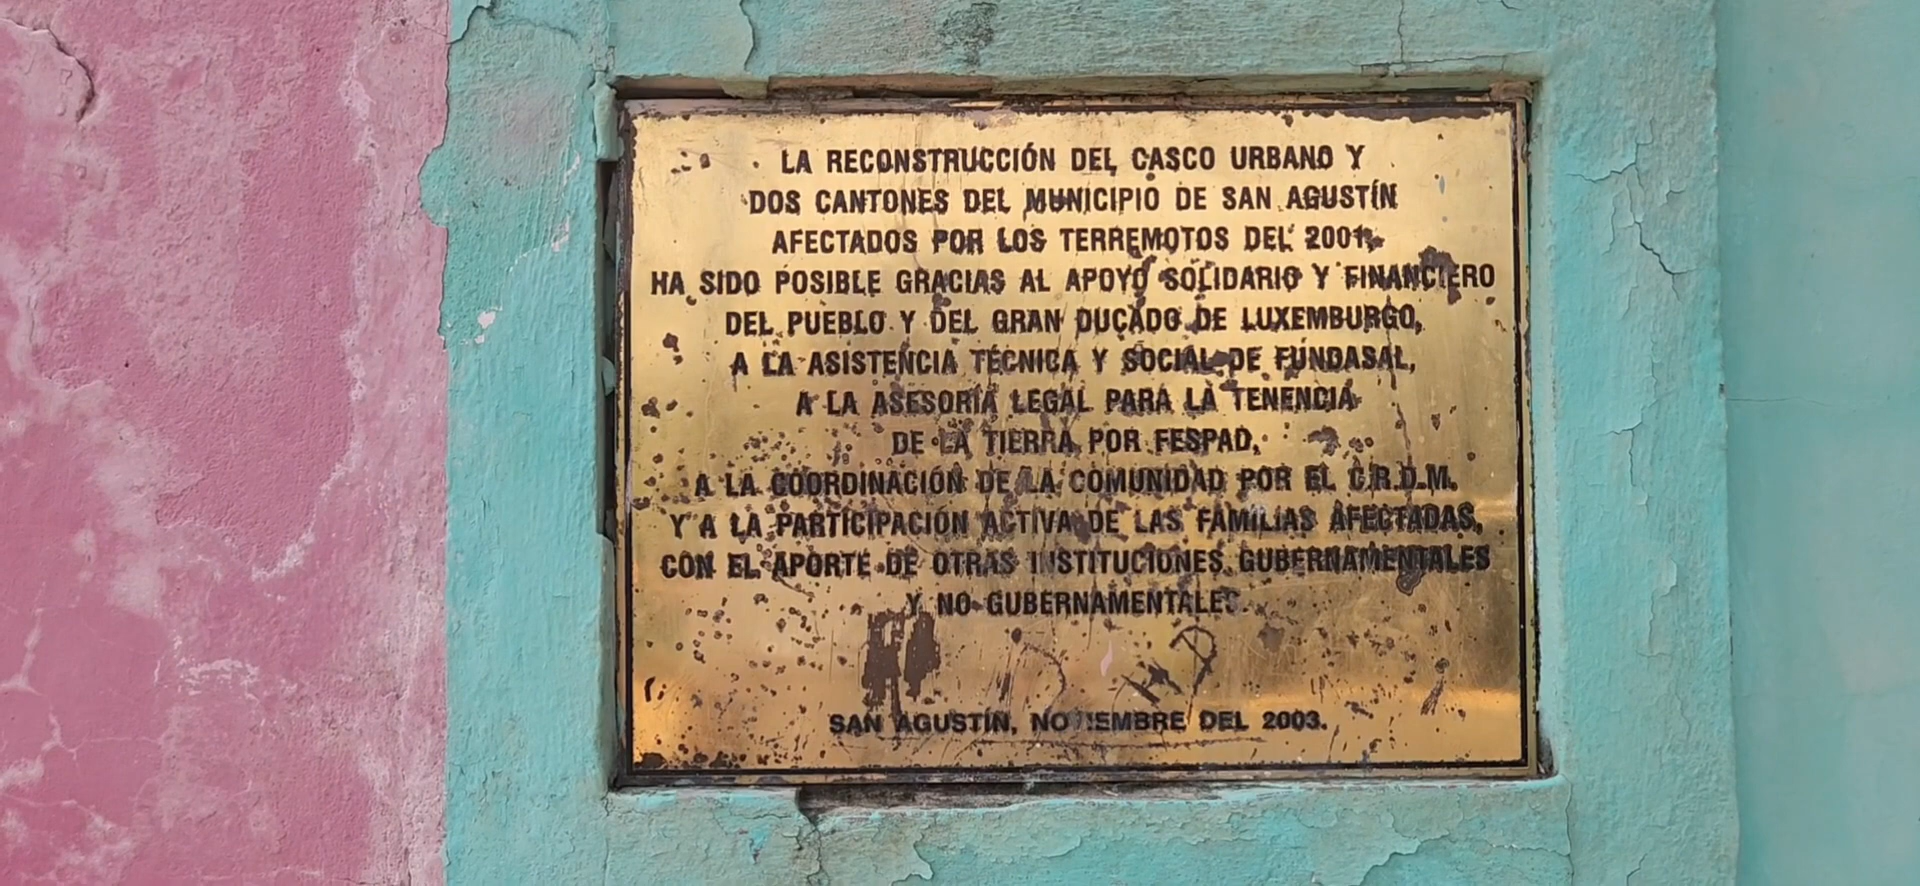 LA RECONSTRUCCIÓN DEL CASCO URBANO Y
DOS CANTONES DEL MUNICIPIO DE SAN AGUSTÍN
AFECTADOS POR LOS TERREMOTOS DEL 2001,
HA SIDO POSIBLE GRACIAS AL APOYO SOLIDARIO Y FINANCIERO
DEL PUEBLO Y DEL GRAN DUCADO DE LUXEMBURGO,
A LA ASISTENCIA TÉCNICA Y SOCIAL DE FUNDASAL,
A LA ASESORÍA LEGAL PARA LA TENENCIA
DE LA TIERRA POR FESPAD,
A LA COORDINACIÓN DE LA COMUNIDAD POR EL C.R.D.M.
Y A LA PARTICIPACIÓN ACTIVA DE LAS FAMILIAS AFECTADAS,
CON EL APORTE DE OTRAS INSTITUCIONES GUBERNAMENTALES
Y NO GUBERNAMENTALES.
SAN AGUSTÍN, NOVIEMBRE DEL 2003.